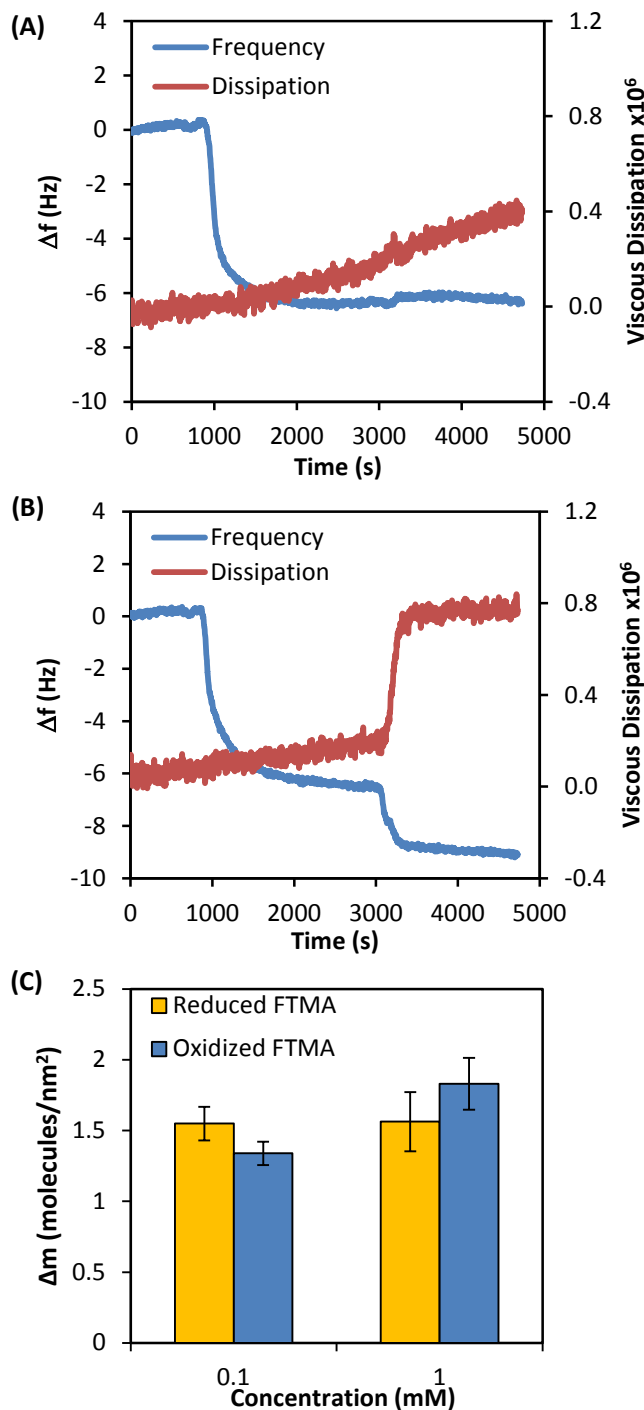 (A)
Frequency
Dissipation
4
2
0
-2
-4
-6
-8
-10
Δf (Hz)
1.2
0.8
0.4
0.0
-0.4
Viscous Dissipation x10⁶
0 1000 2000 3000 4000 5000
Time (s)
(B)
Frequency
Dissipation
4
2
0
-2
-4
-6
-8
-10
Δf (Hz)
1.2
0.8
0.4
0.0
-0.4
Viscous Dissipation x10⁶
0 1000 2000 3000 4000 5000
Time (s)
(C)
Reduced FTMA
Oxidized FTMA
2.5
2
1.5
1
0.5
0
Δm (molecules/nm²)
0.1 1
Concentration (mM)